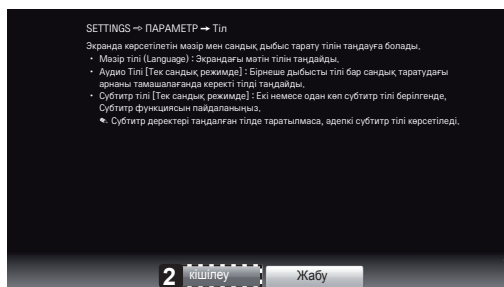 SETTINGS ⇨ ПАРАМЕТР ➙ Тіл
Экранда көрсетілетін мәзір мен сандық дыбыс тарату тілін таңдауға болады.
• Мәзір тілі (Language) : Экрандағы мәтін тілін таңдайды.
• Аудио Тілі [Тек сандық режимде] : Бірнеше дыбысты тілі бар сандық таратудағы
арнаны тамашалағанда керекті тілді таңдайды.
• Субтитр тілі [Тек сандық режимде] : Екі немесе одан көп субтитр тілі берілгенде,
Субтитр функциясын пайдаланыңыз.
✎ Субтитр деректері таңдалған тілде таратылмаса, әдепкі субтитр тілі көрсетіледі.
2 кішілеу Жабу